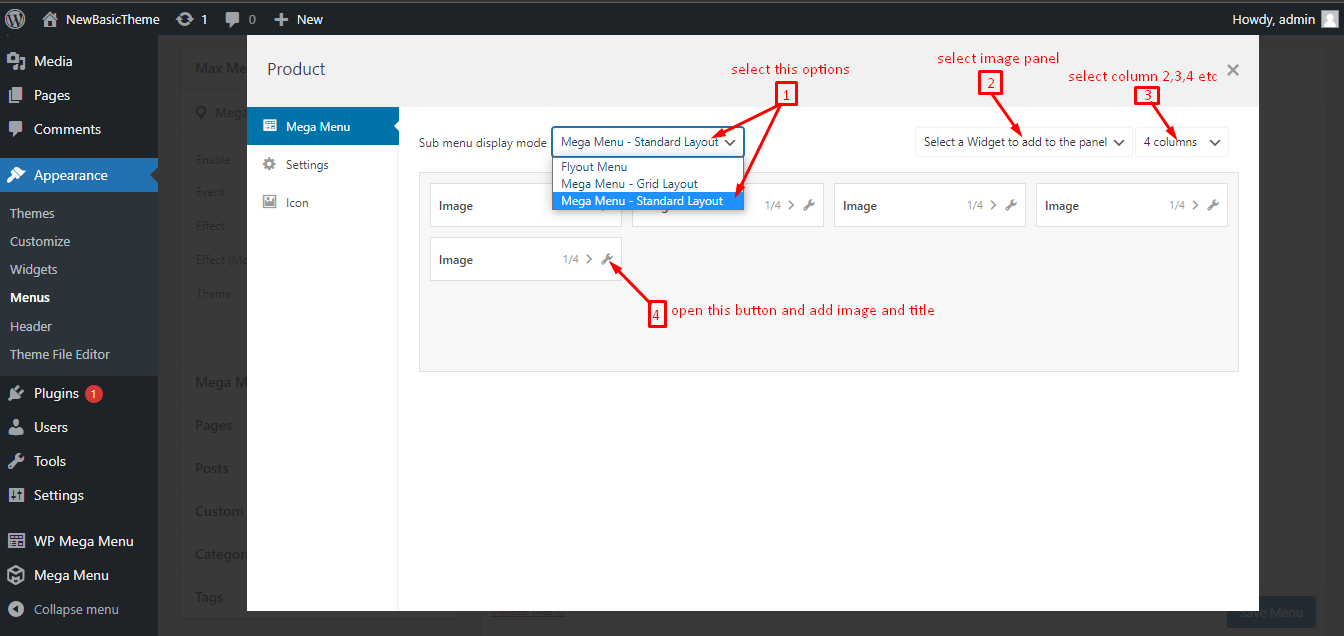 NewBasicTheme 1 0 New Howdy, admin
Media
Pages
Comments
Appearance
Themes
Customize
Widgets
Menus
Header
Theme File Editor
Plugins 1
Users
Tools
Settings
WP Mega Menu
Mega Menu
Collapse menu
Max Me
Mega
Enable
Event
Effect
Effect (Mo
Theme
Mega M
Pages
Posts
Custom
Categor
Tags
Product
select this options
1
select image panel
2
select column 2,3,4 etc
3
Mega Menu
Settings
Icon
Sub menu display mode Mega Menu - Standard Layout
Flyout Menu
Mega Menu - Grid Layout
Mega Menu - Standard Layout
Select a Widget to add to the panel 4 columns
Image 1/4 Image 1/4 Image 1/4
Image 1/4
4 open this button and add image and title
Save Menu